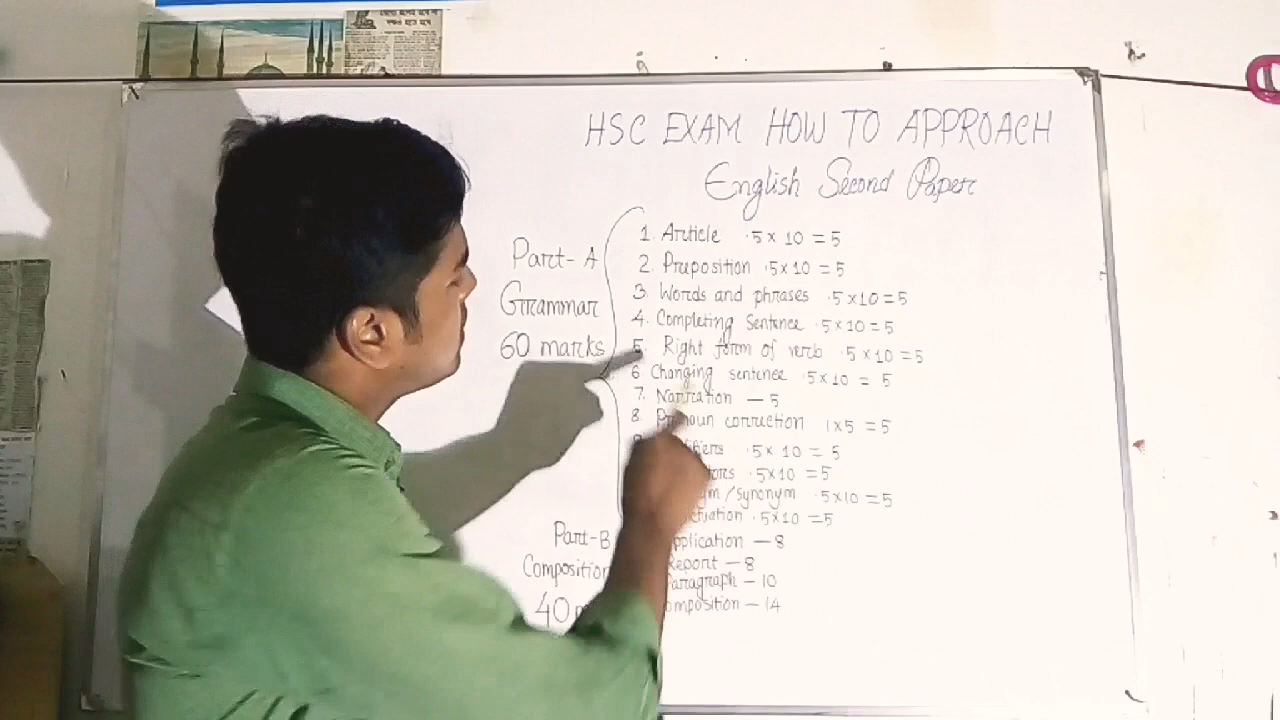 HSC EXAM HOW TO APPROACH
English Second Paper
Part-A
Grammar
60 marks
1. Article .5 x 10 = 5
2. Preposition .5 x 10 = 5
3. Words and phrases .5 x 10 = 5
4. Completing Sentence .5 x 10 = 5
5. Right form of verb .5 x 10 = 5
6 Changing sentence .5 x 10 = 5
7. Narration — 5
8. Pronoun correction 1 x 5 = 5
.5 x 10 = 5
.5 x 10 = 5
/Synonym .5 x 10 = 5
.5 x 10 = 5
Part-B
Composition
40
Application — 8
Report — 8
Paragraph — 10
Composition — 14